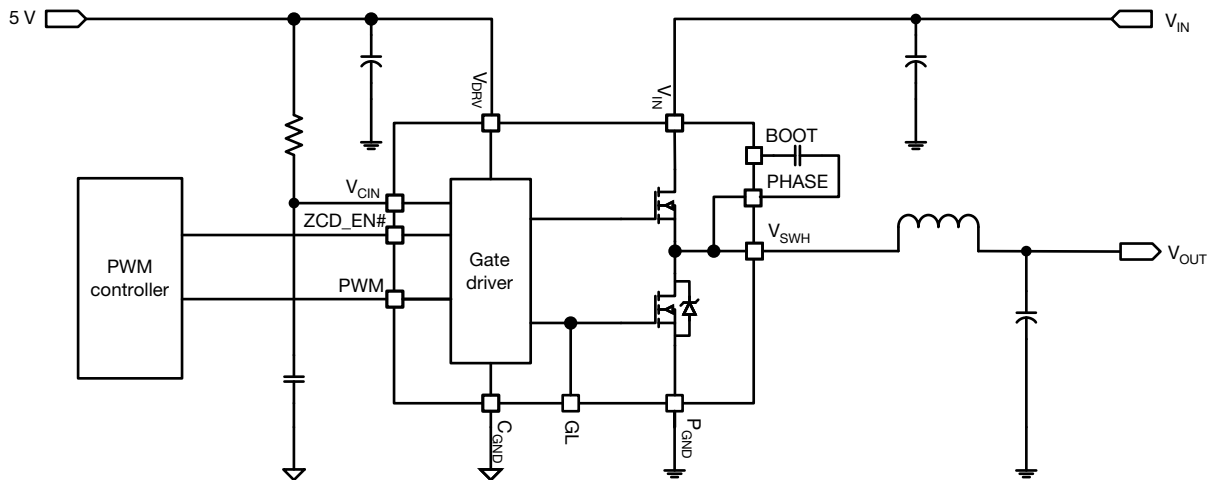 5 V
V_IN
V_DRV
V_IN
BOOT
PHASE
V_CIN
ZCD_EN#
V_SWH
V_OUT
PWM
controller
PWM
Gate
driver
C_GND
GL
P_GND